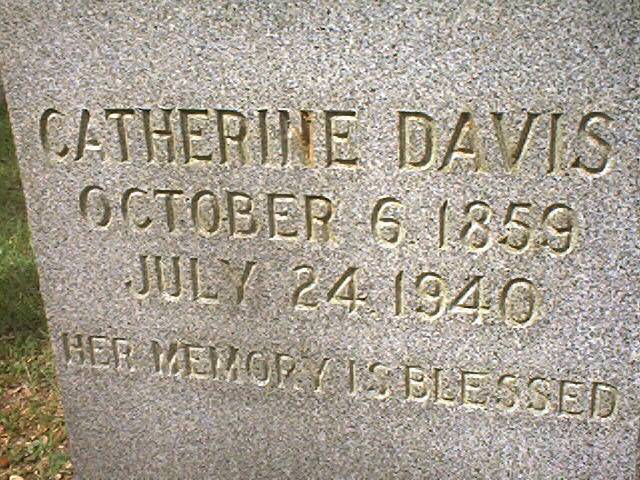 CATHERINE DAVIS
OCTOBER 6. 1859
JULY 24. 1940
HER MEMORY IS BLESSED